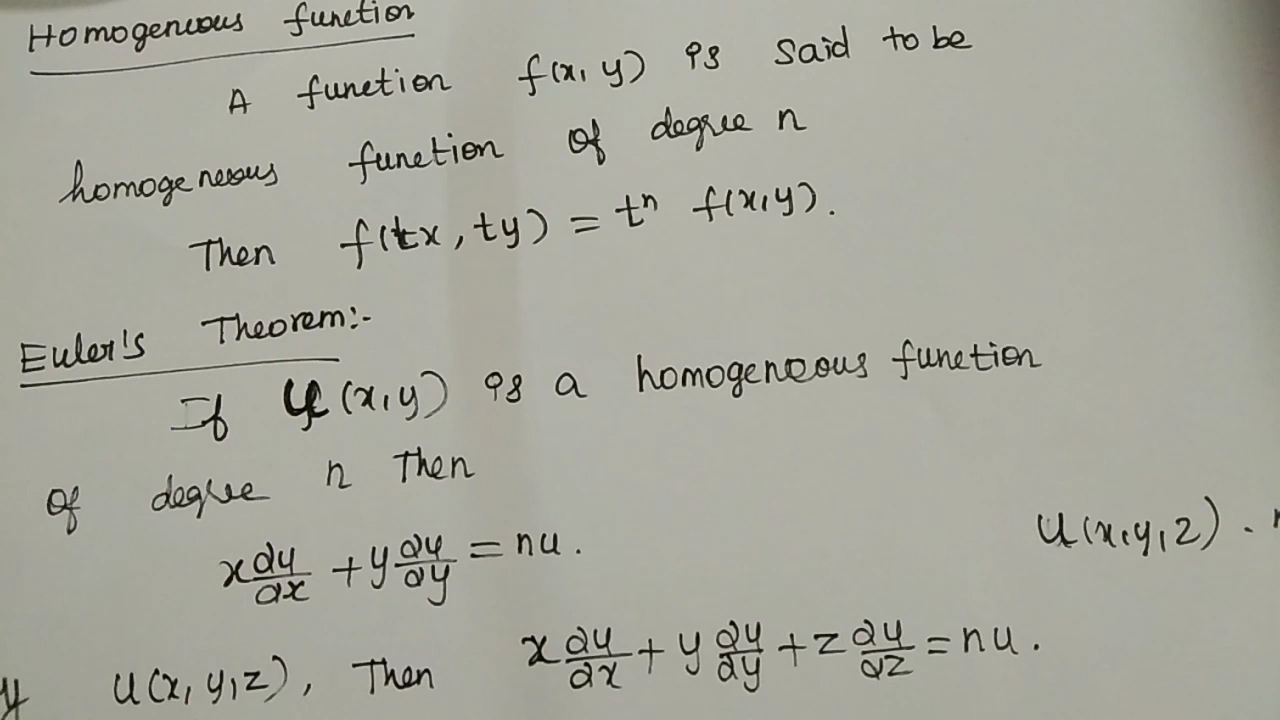 Homogeneous function
A function f(x, y) is said to be
homogeneous function of degree n
Then f(tx, ty) = tⁿ f(x,y).
Euler's Theorem:-
If u(x,y) is a homogeneous function
of degree n Then
x ∂u/∂x + y ∂u/∂y = nu.
u(x,y,z).
u(x,y,z), Then x ∂u/∂x + y ∂u/∂y + z ∂u/∂z = nu.